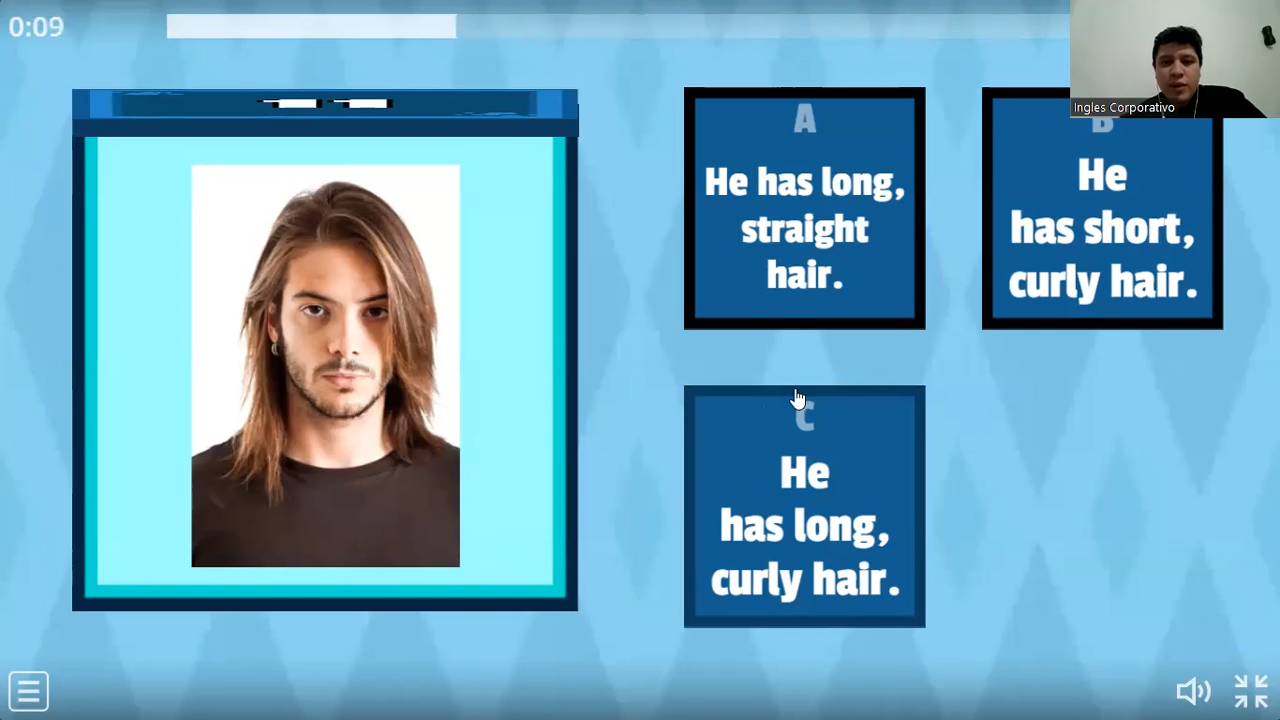 0:09
Ingles Corporativo
A
He has long,
straight
hair.
B
He
has short,
curly hair.
C
He
has long,
curly hair.